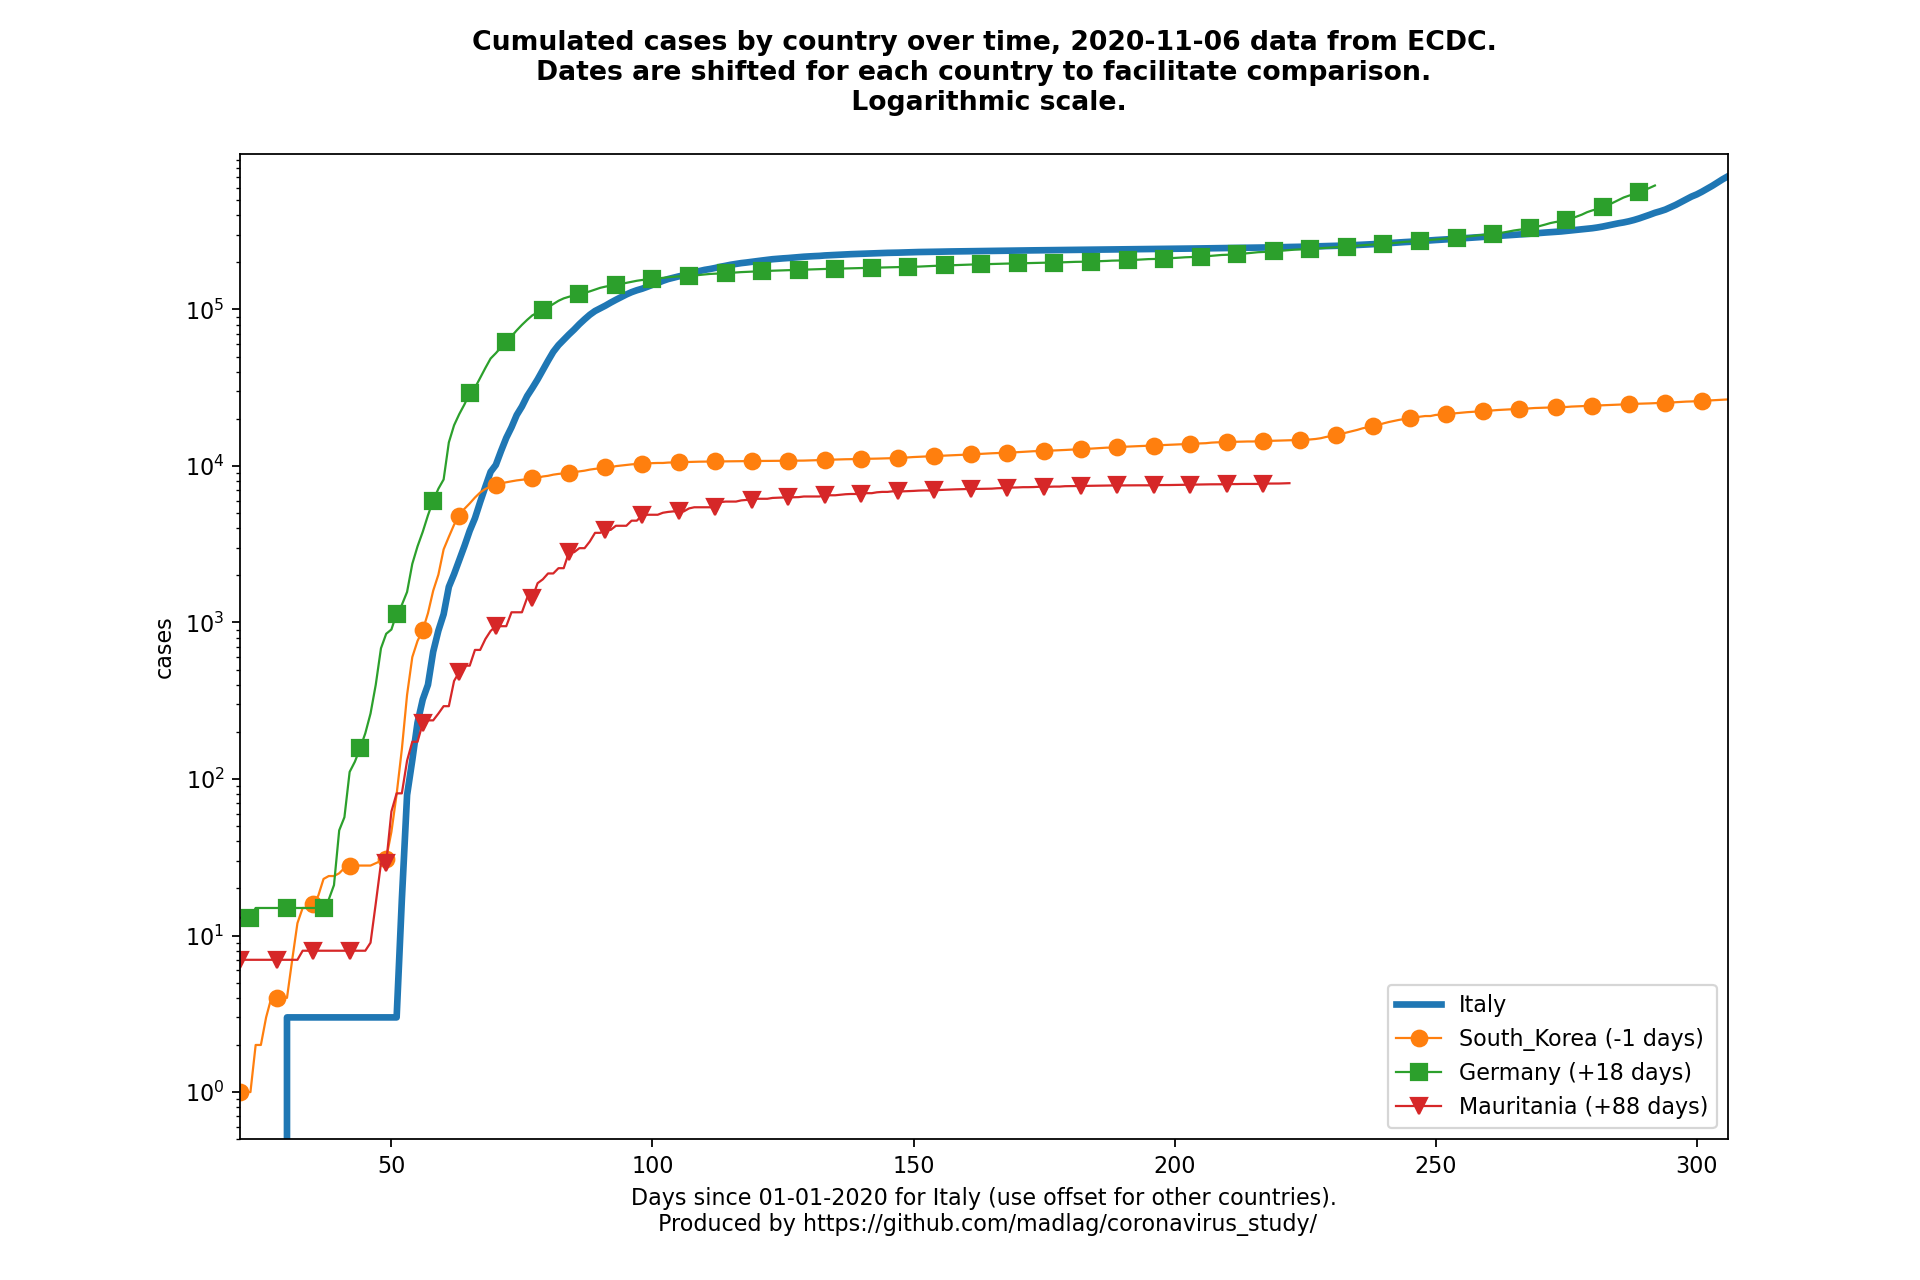 Cumulated cases by country over time, 2020-11-06 data from ECDC.
Dates are shifted for each country to facilitate comparison.
Logarithmic scale.
cases
10^5
10^4
10^3
10^2
10^1
10^0
50 100 150 200 250 300
Italy
South_Korea (-1 days)
Germany (+18 days)
Mauritania (+88 days)
Days since 01-01-2020 for Italy (use offset for other countries).
Produced by https://github.com/madlag/coronavirus_study/